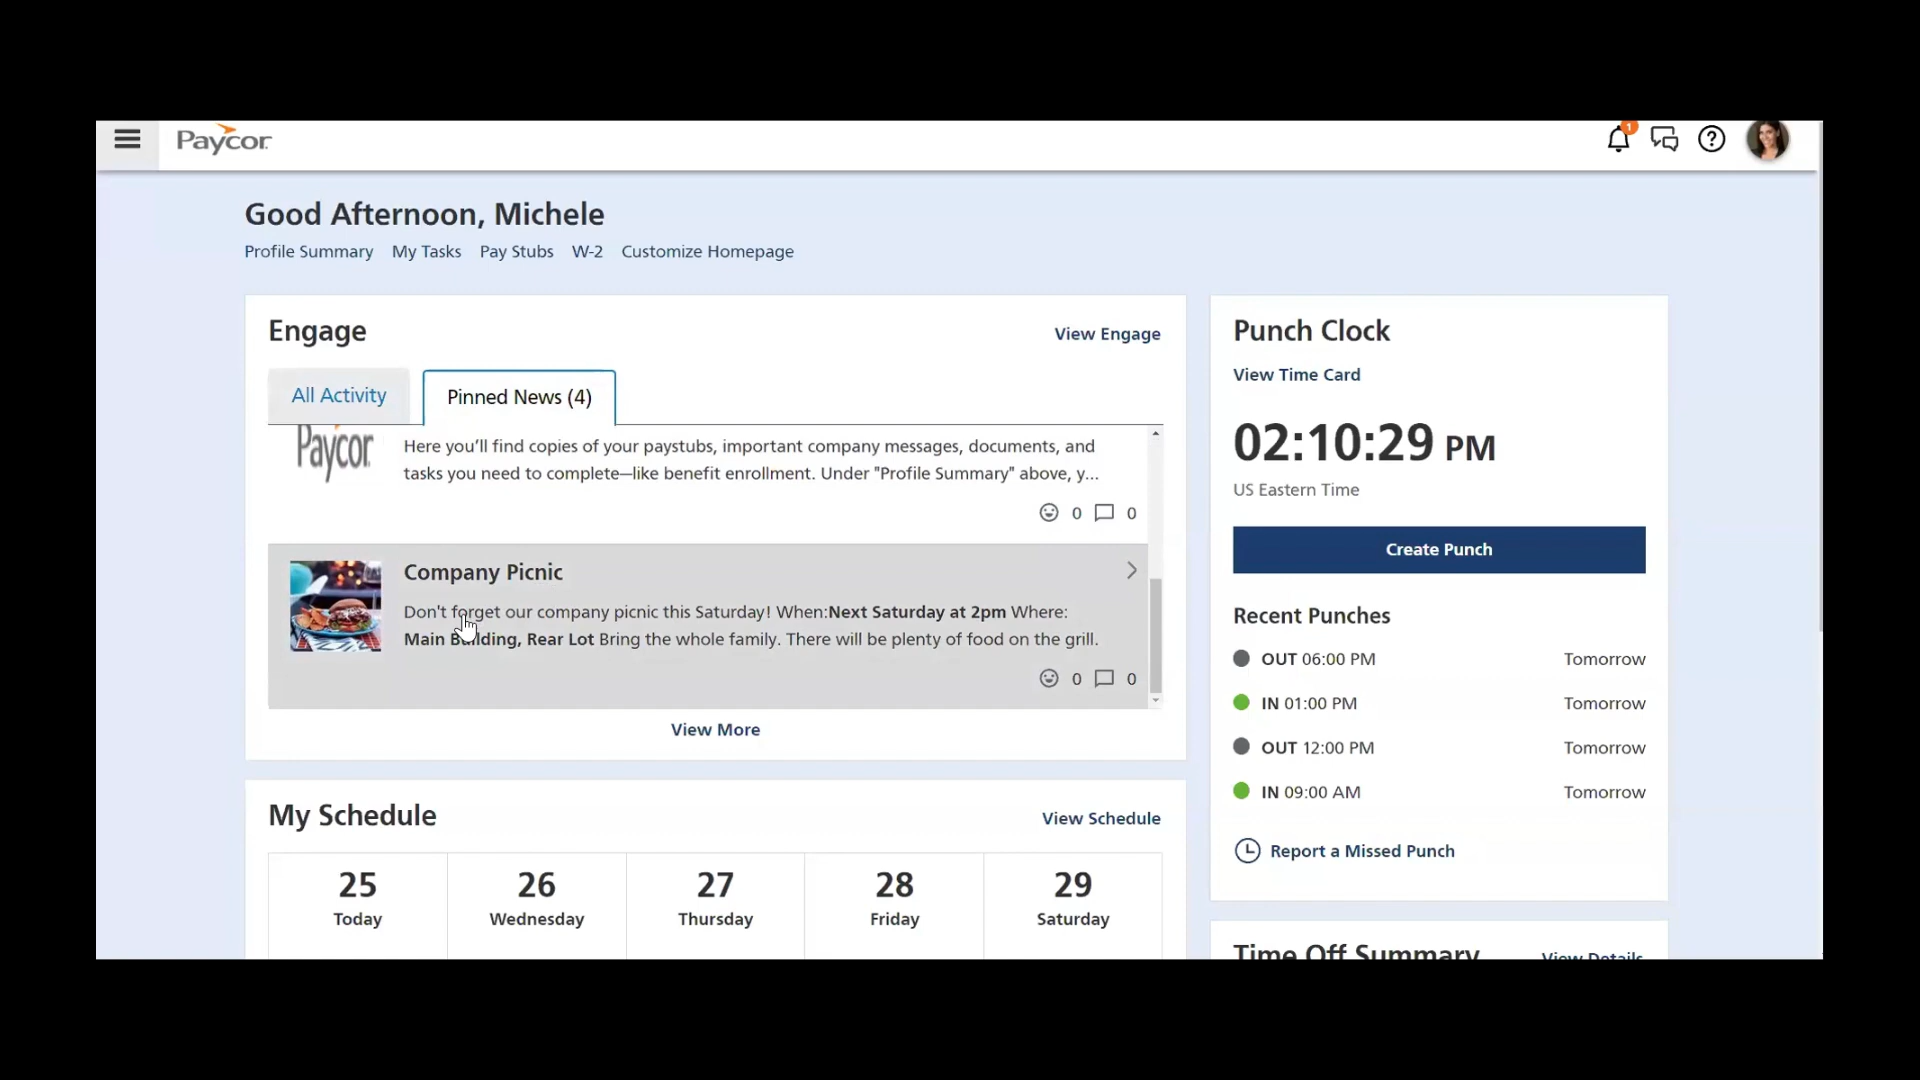 Paycor
1
Good Afternoon, Michele
Profile Summary My Tasks Pay Stubs W-2 Customize Homepage
Engage
View Engage
All Activity
Pinned News (4)
Paycor
Here you’ll find copies of your paystubs, important company messages, documents, and
tasks you need to complete—like benefit enrollment. Under "Profile Summary" above, y...
0 0
Company Picnic
Don't forget our company picnic this Saturday! When:Next Saturday at 2pm Where:
Main Building, Rear Lot Bring the whole family. There will be plenty of food on the grill.
0 0
View More
My Schedule
View Schedule
25
Today
26
Wednesday
27
Thursday
28
Friday
29
Saturday
Punch Clock
View Time Card
02:10:29 PM
US Eastern Time
Create Punch
Recent Punches
OUT 06:00 PM Tomorrow
IN 01:00 PM Tomorrow
OUT 12:00 PM Tomorrow
IN 09:00 AM Tomorrow
Report a Missed Punch
Time Off Summary
View Details